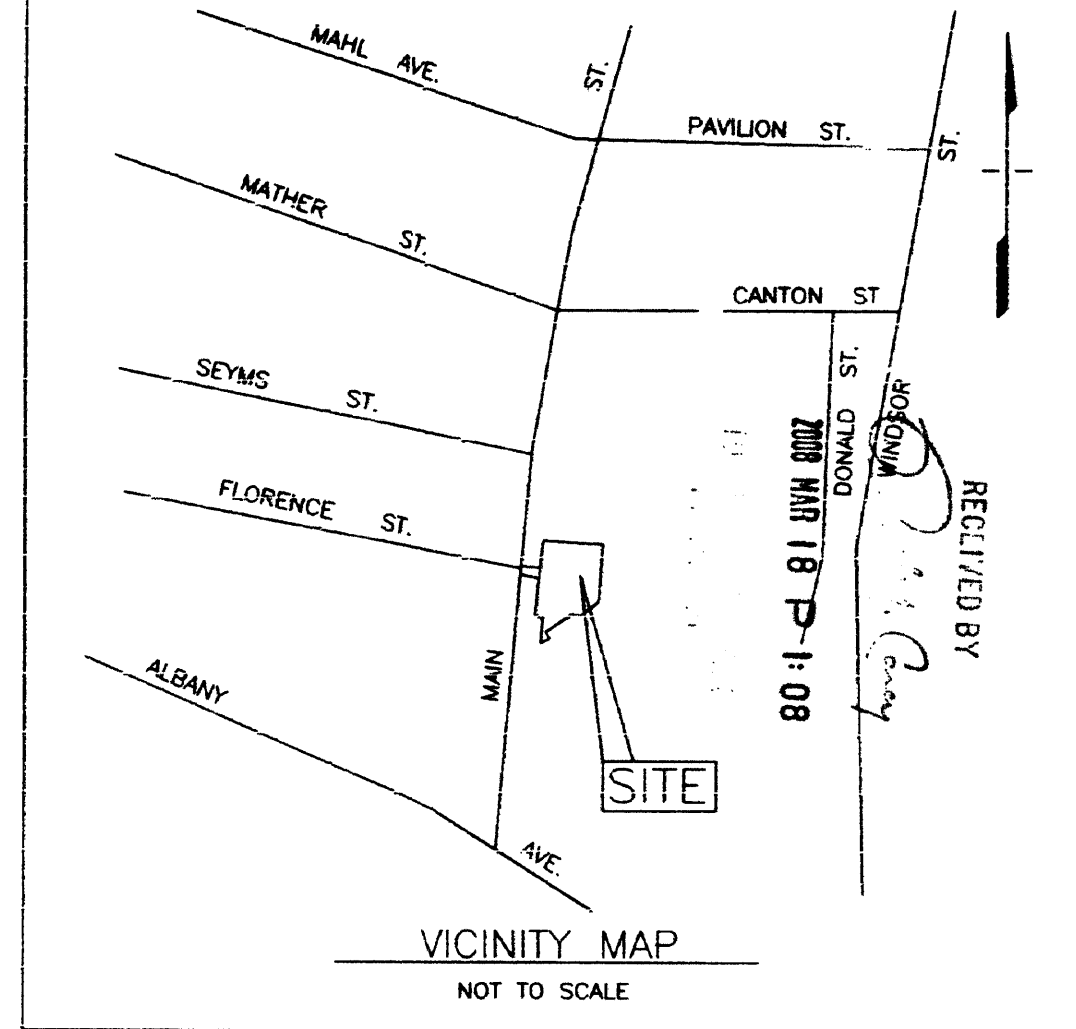 MAHL AVE.
ST.
PAVILION ST.
ST.
MATHER ST.
CANTON ST
SEYMS ST.
DONALD ST.
WINDSOR
FLORENCE ST.
2008 MAR 18 P 1:08
RECEIVED BY
MAIN
ALBANY AVE.
SITE
VICINITY MAP
NOT TO SCALE